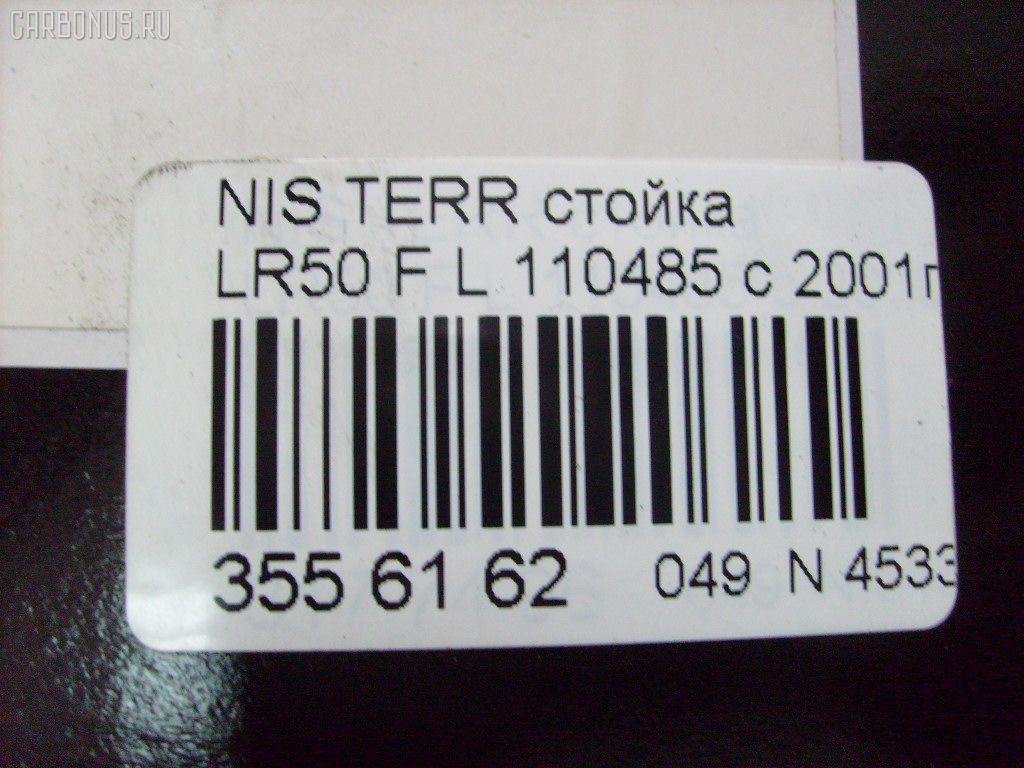 CARBONUS.RU
NIS TERR стойка
LR50 F L 110485 с 2001г
355 61 62 049 N 4533